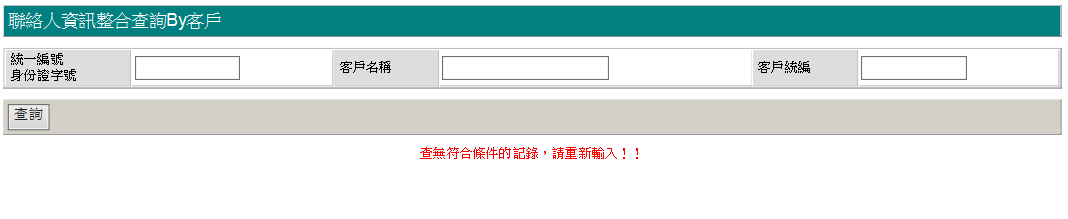 聯絡人資訊整合查詢By客戶
統一編號
身份證字號
客戶名稱
客戶統編
查詢
查無符合條件的記錄，請重新輸入！！